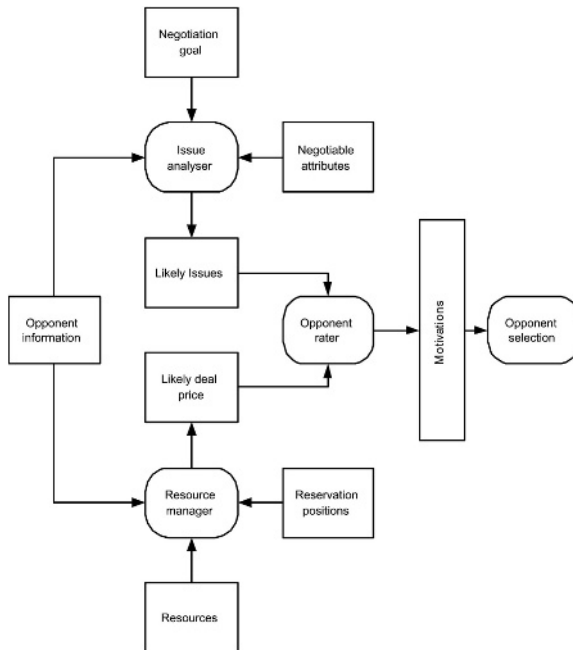 Negotiation
goal
Issue
analyser
Negotiable
attributes
Likely Issues
Opponent
information
Opponent
rater
Motivations
Opponent
selection
Likely deal
price
Resource
manager
Reservation
positions
Resources